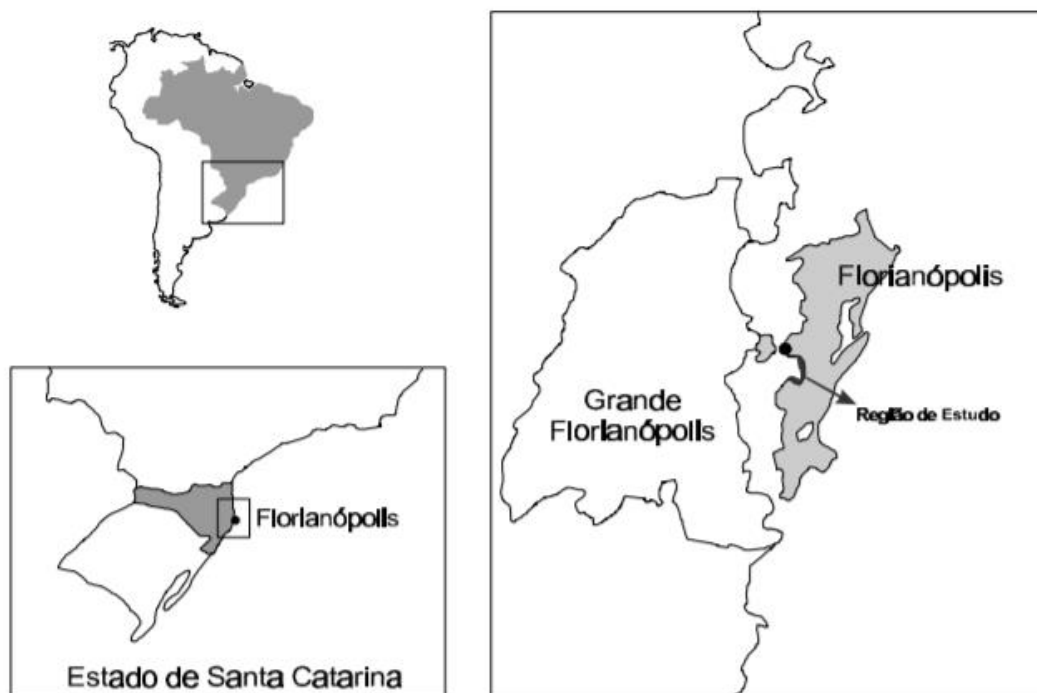 Florianópolis
Grande
Florianópolis
Região de Estudo
Florianópolis
Estado de Santa Catarina